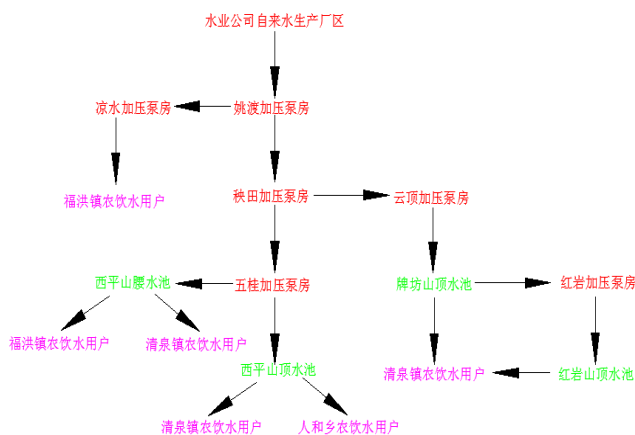 水业公司自来水生产厂区
凉水加压泵房
姚渡加压泵房
福洪镇农饮水用户
秧田加压泵房
云顶加压泵房
西平山腰水池
五桂加压泵房
牌坊山顶水池
红岩加压泵房
福洪镇农饮水用户
清泉镇农饮水用户
西平山顶水池
清泉镇农饮水用户
红岩山顶水池
清泉镇农饮水用户
人和乡农饮水用户